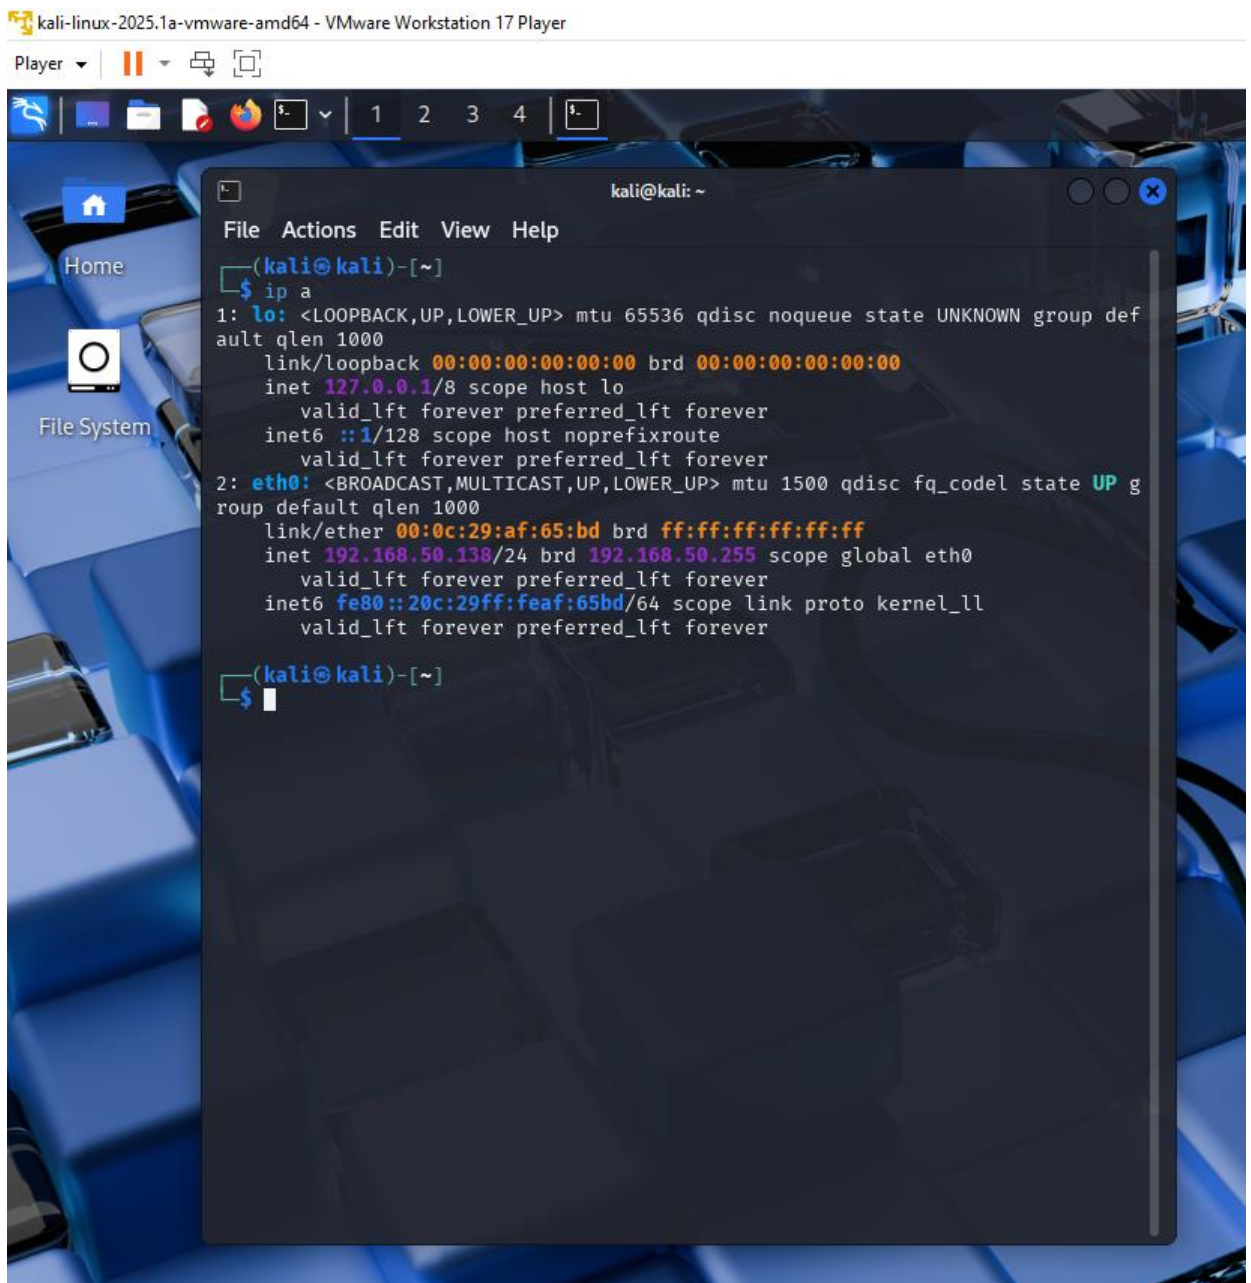 kali-linux-2025.1a-vmware-amd64 - VMware Workstation 17 Player
Player
1 2 3 4
kali@kali: ~
File Actions Edit View Help
Home
File System
┌──(kali㉿kali)-[~]
└─$ ip a
1: lo: <LOOPBACK,UP,LOWER_UP> mtu 65536 qdisc noqueue state UNKNOWN group def
ault qlen 1000
    link/loopback 00:00:00:00:00:00 brd 00:00:00:00:00:00
    inet 127.0.0.1/8 scope host lo
       valid_lft forever preferred_lft forever
    inet6 ::1/128 scope host noprefixroute
       valid_lft forever preferred_lft forever
2: eth0: <BROADCAST,MULTICAST,UP,LOWER_UP> mtu 1500 qdisc fq_codel state UP g
roup default qlen 1000
    link/ether 00:0c:29:af:65:bd brd ff:ff:ff:ff:ff:ff
    inet 192.168.50.138/24 brd 192.168.50.255 scope global eth0
       valid_lft forever preferred_lft forever
    inet6 fe80::20c:29ff:feaf:65bd/64 scope link proto kernel_ll
       valid_lft forever preferred_lft forever
┌──(kali㉿kali)-[~]
└─$